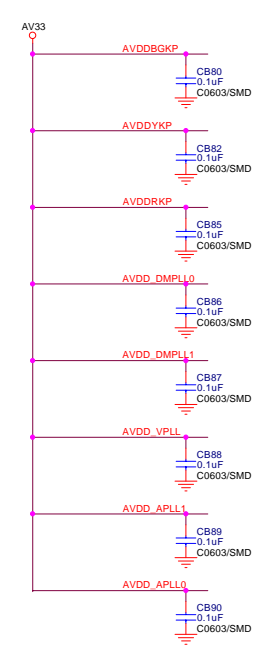 AV33
AVDDBGKP
CB80
0.1uF
C0603/SMD
AVDDYKP
CB82
0.1uF
C0603/SMD
AVDDRKP
CB85
0.1uF
C0603/SMD
AVDD_DMPLL0
CB86
0.1uF
C0603/SMD
AVDD_DMPLL1
CB87
0.1uF
C0603/SMD
AVDD_VPLL
CB88
0.1uF
C0603/SMD
AVDD_APLL1
CB89
0.1uF
C0603/SMD
AVDD_APLL0
CB90
0.1uF
C0603/SMD